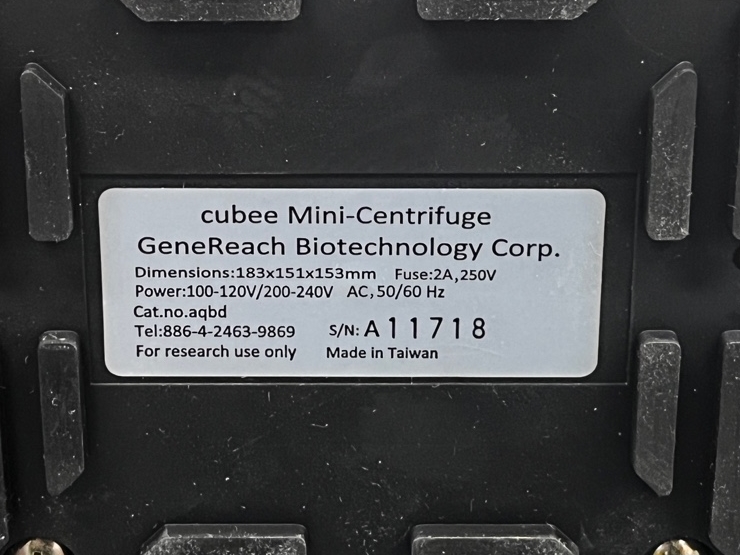 cubee Mini-Centrifuge
GeneReach Biotechnology Corp.
Dimensions:183x151x153mm Fuse:2A,250V
Power:100-120V/200-240V AC,50/60 Hz
Cat.no.aqbd
Tel:886-4-2463-9869 S/N: A11718
For research use only Made in Taiwan